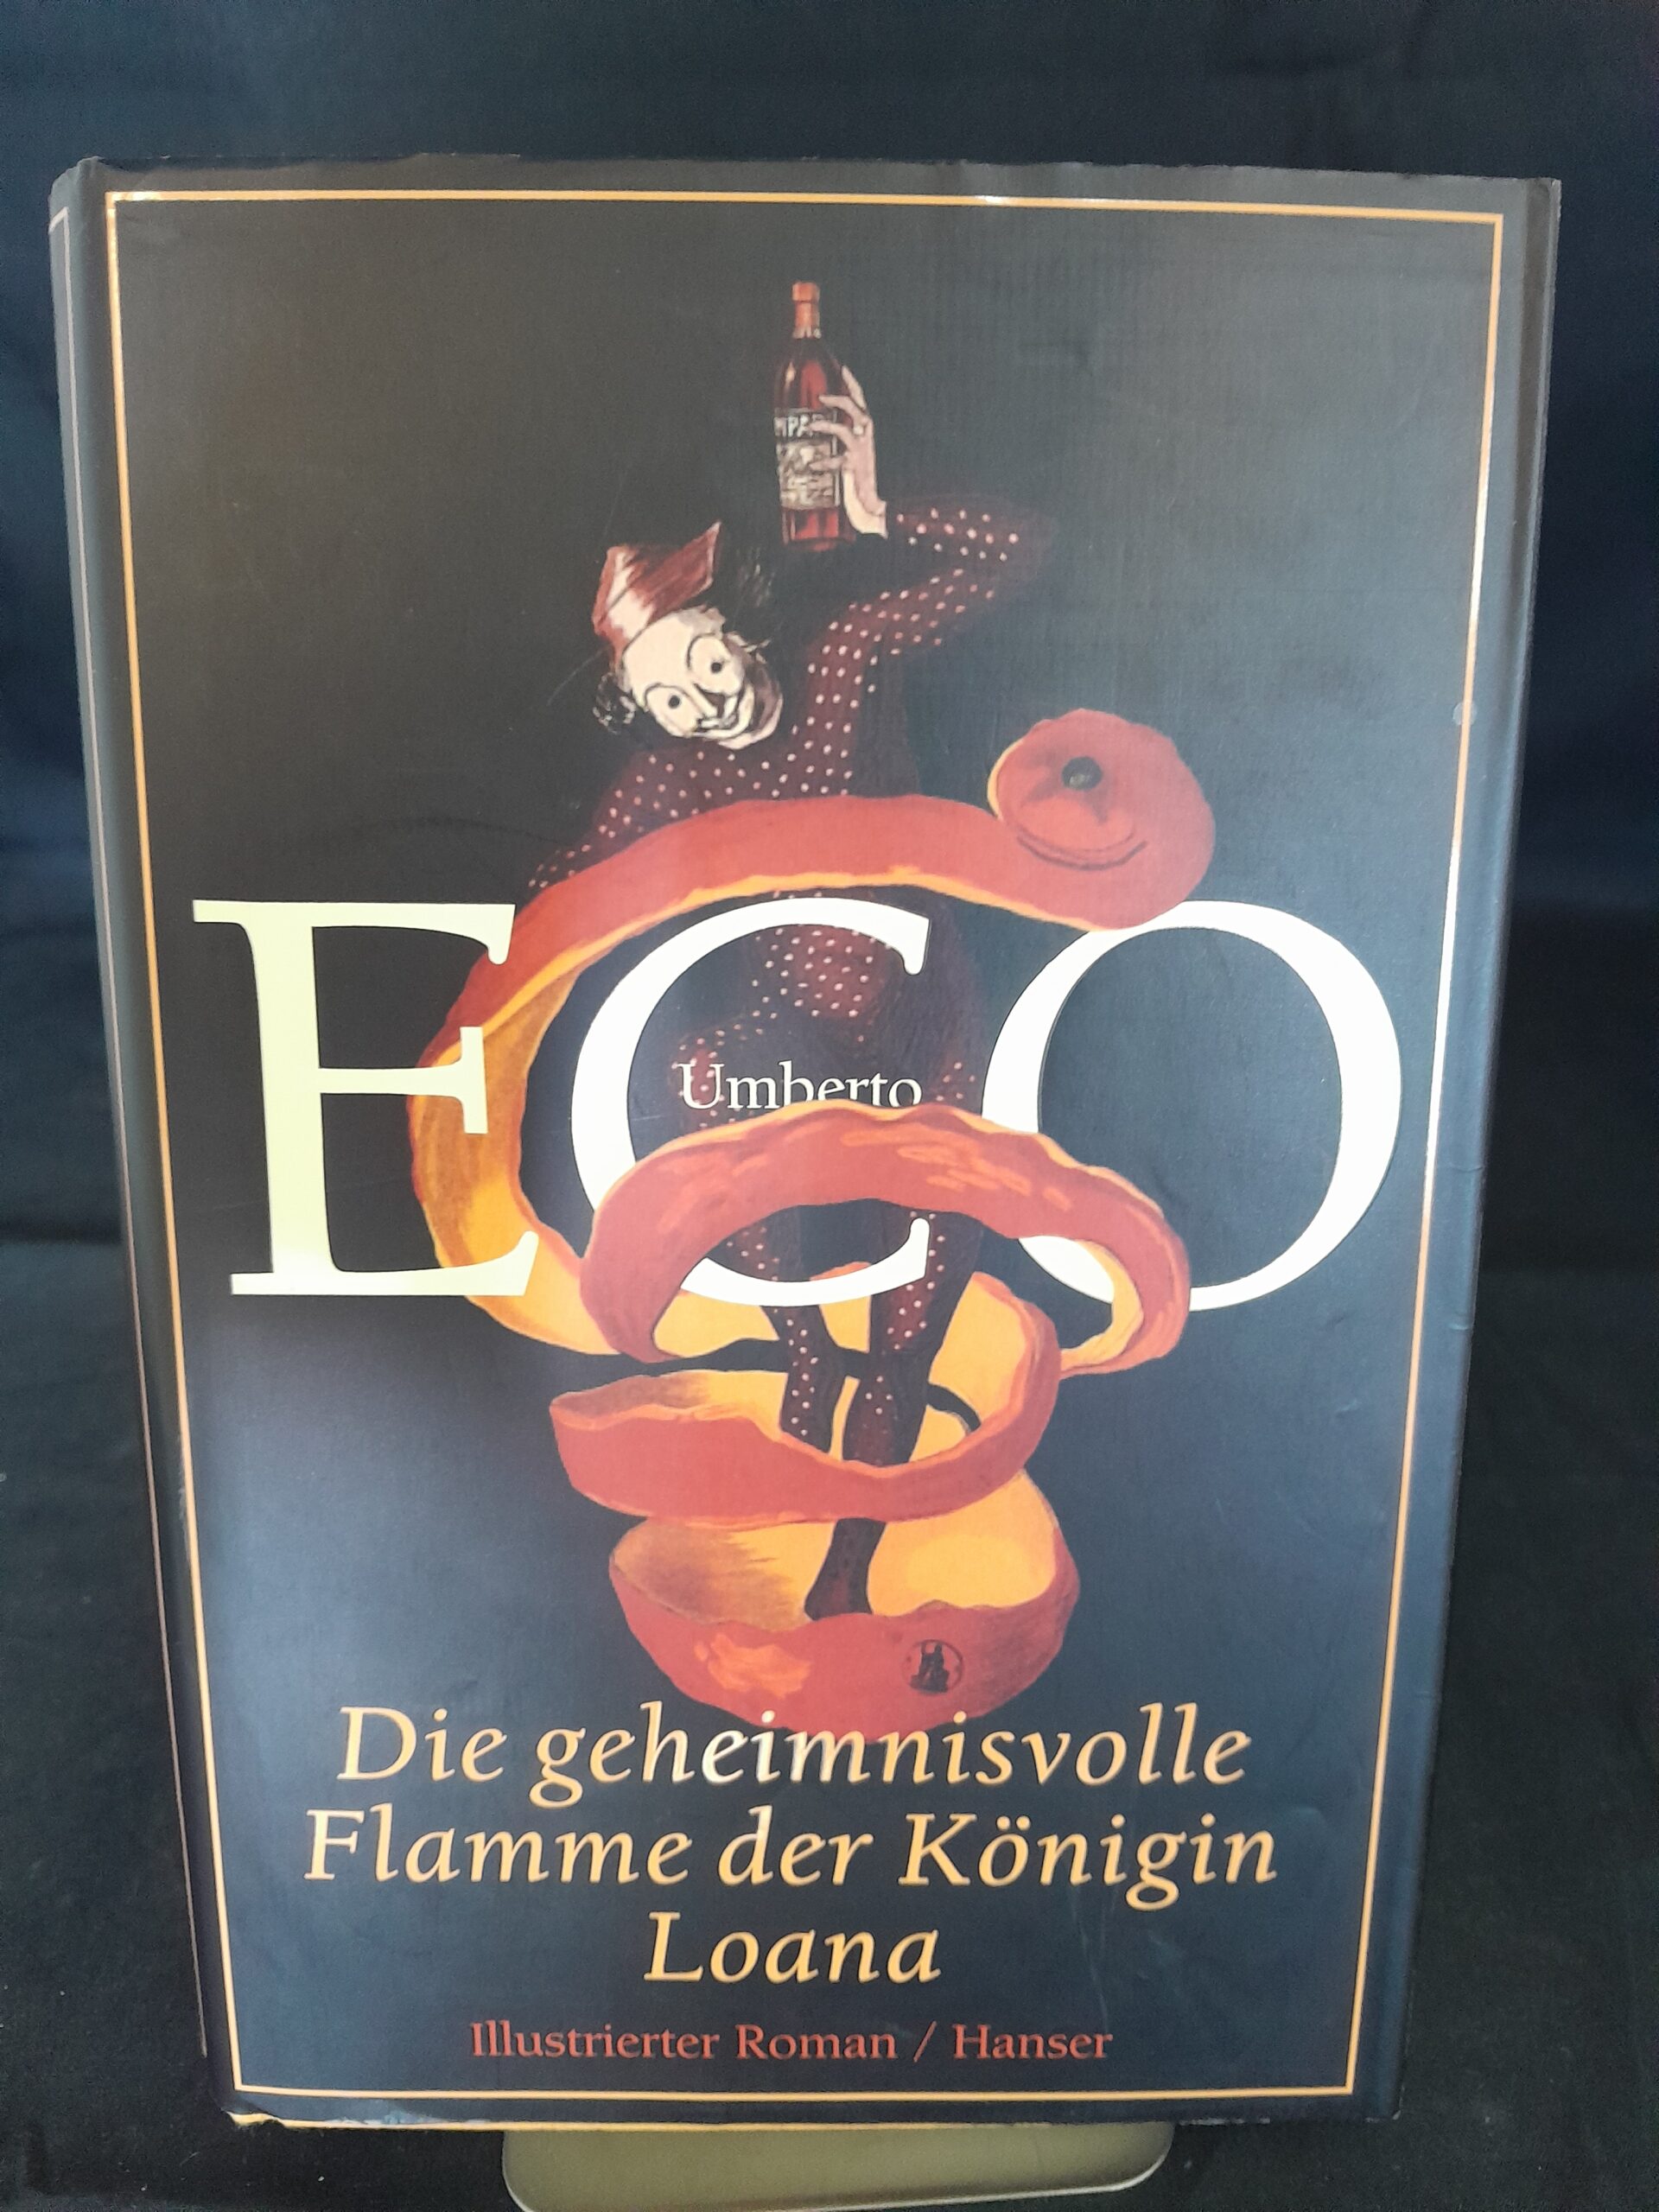 ECO
Umberto
Die geheimnisvolle
Flamme der Königin
Loana
Illustrierter Roman / Hanser